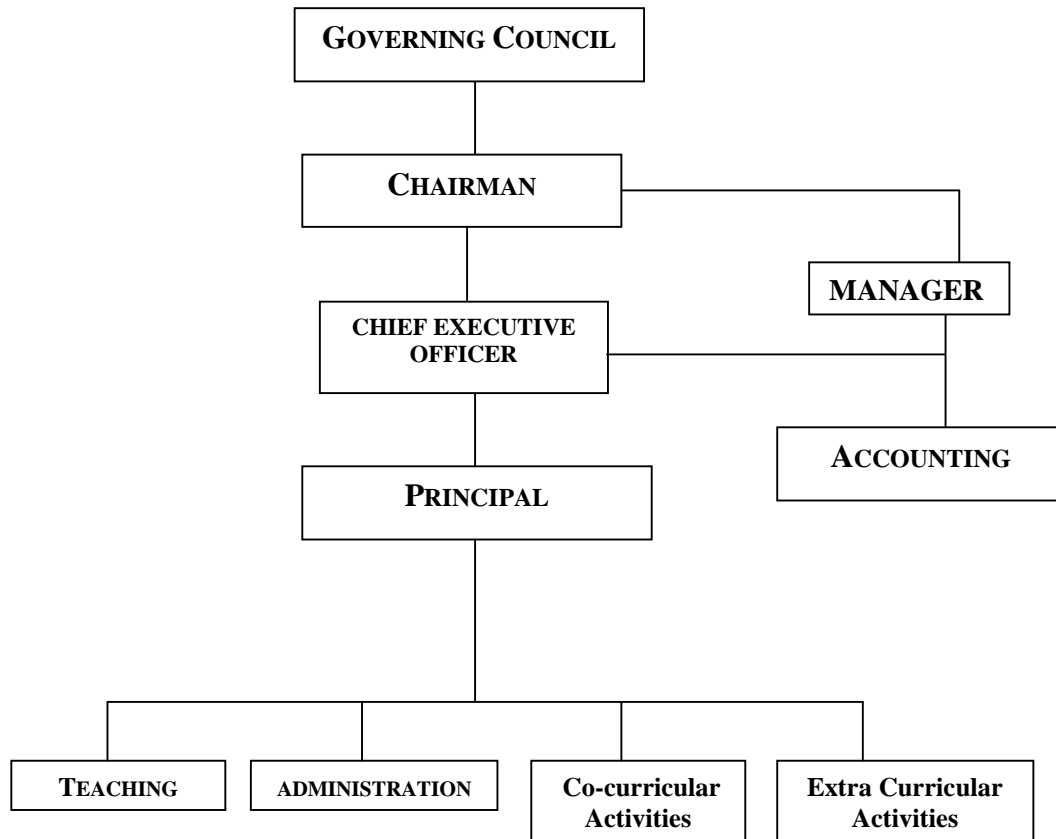 GOVERNING COUNCIL
CHAIRMAN
MANAGER
CHIEF EXECUTIVE
OFFICER
ACCOUNTING
PRINCIPAL
TEACHING
ADMINISTRATION
Co-curricular
Activities
Extra Curricular
Activities